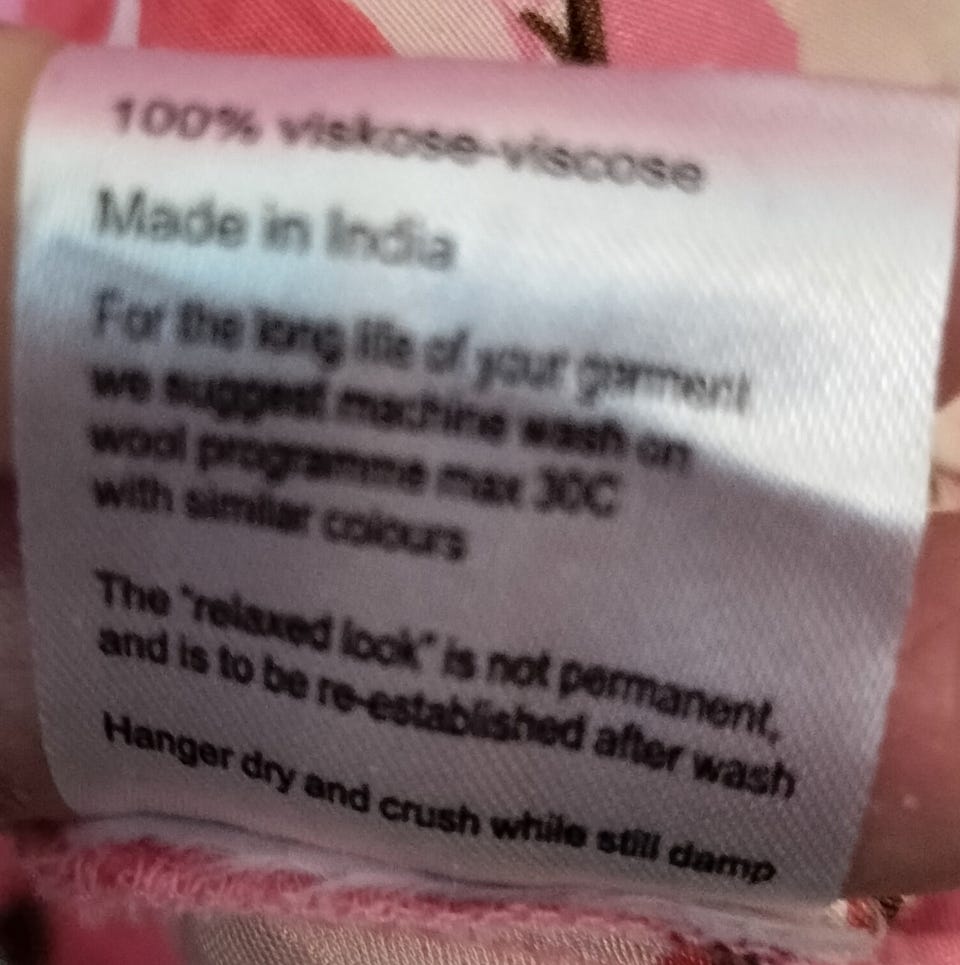 100% viskose-viscose
Made in India
For the long life of your garment
we suggest machine wash on
wool programme max 30C
with similar colours
The "relaxed look" is not permanent,
and is to be re-established after wash
Hanger dry and crush while still damp